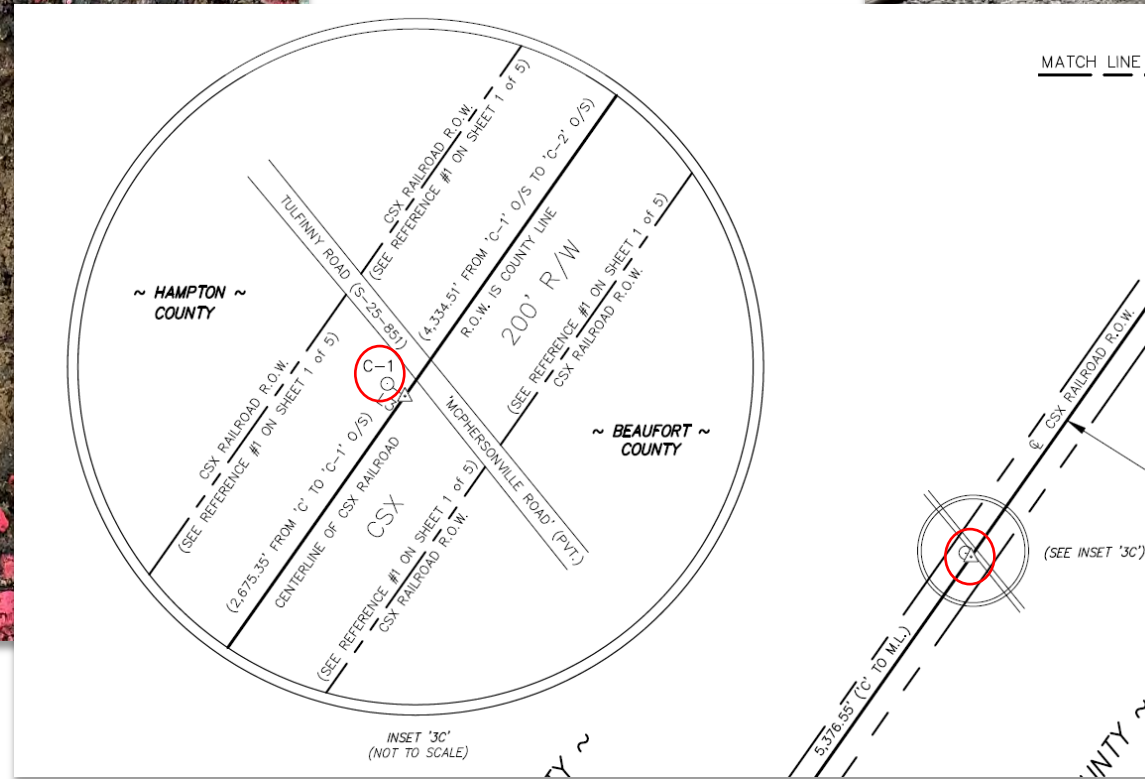 MATCH LINE
CSX RAILROAD R.O.W.
(SEE REFERENCE #1 ON SHEET 1 of 5)
TULFINNY ROAD (S-25-851)
(4,334.51' FROM 'C-1' O/S TO 'C-2' O/S)
R.O.W. IS COUNTY LINE
200' R/W
(SEE REFERENCE #1 ON SHEET 1 of 5)
CSX RAILROAD R.O.W.
~ HAMPTON ~
COUNTY
C-1
CSX RAILROAD R.O.W.
(SEE REFERENCE #1 ON SHEET 1 of 5)
'MCPHERSONVILLE ROAD' (PVT.)
~ BEAUFORT ~
COUNTY
(2,675.35' FROM 'C' TO 'C-1' O/S)
CENTERLINE OF CSX RAILROAD
CSX
(SEE REFERENCE #1 ON SHEET 1 of 5)
CSX RAILROAD R.O.W.
INSET '3C'
(NOT TO SCALE)
℄ CSX RAILROAD R.O.W.
(SEE INSET '3C')
5,376.55' ('C' TO M.L.)
TY ~
UNTY ~